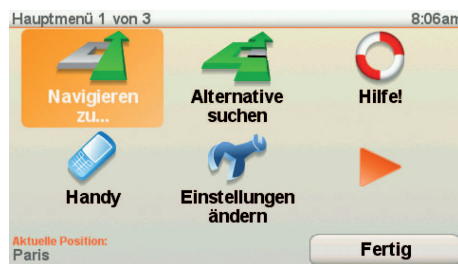 Hauptmenü 1 von 3 8:06am
Navigieren
zu...
Alternative
suchen
Hilfe!
Handy
Einstellungen
ändern
Aktuelle Position:
Paris
Fertig